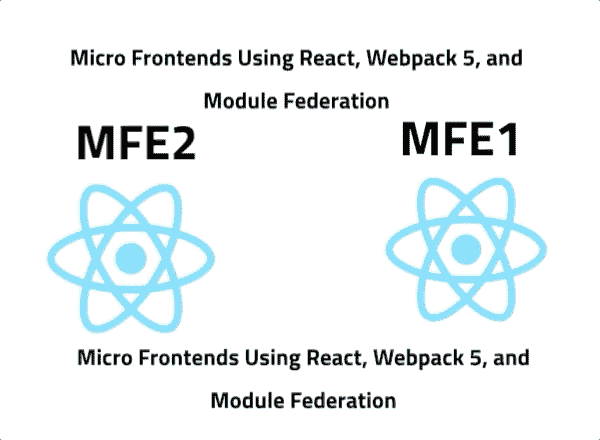 Micro Frontends Using React, Webpack 5, and
Module Federation
MFE2 MFE1
Micro Frontends Using React, Webpack 5, and
Module Federation